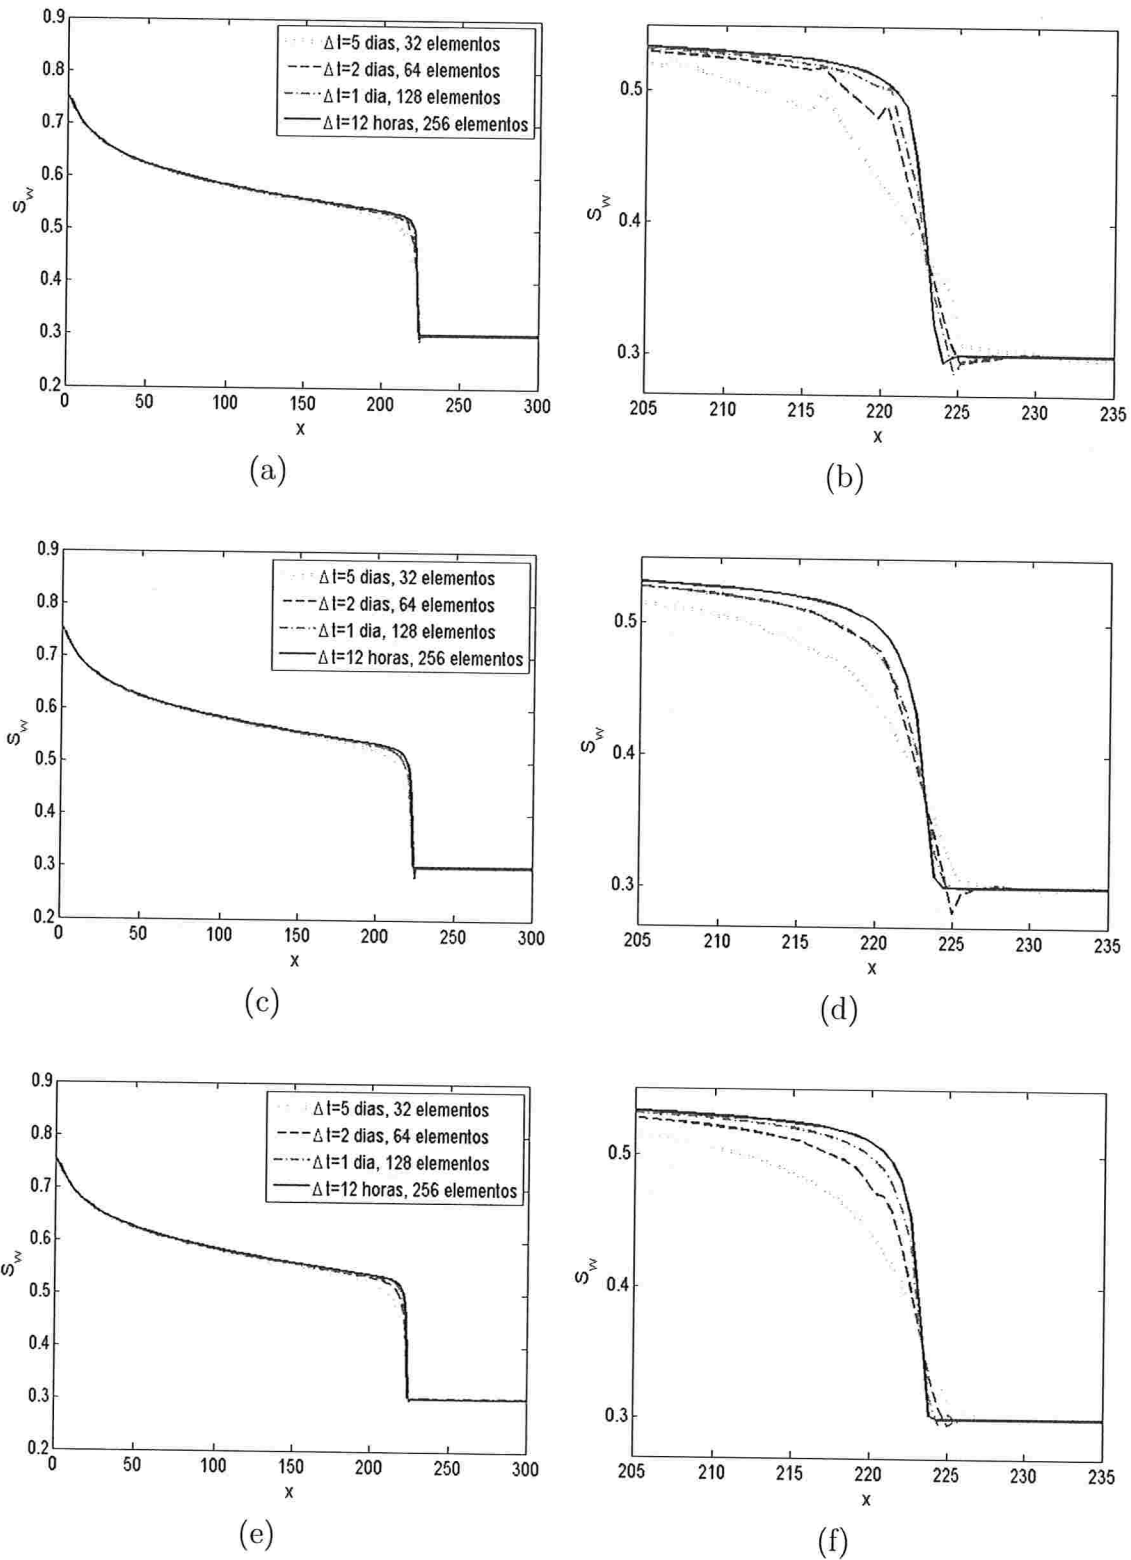 0.9
0.8
0.7
0.6
0.5
0.4
0.3
0.2
S_w
Δt=5 dias, 32 elementos
Δt=2 dias, 64 elementos
Δt=1 dia, 128 elementos
Δt=12 horas, 256 elementos
0 50 100 150 200 250 300
x
(a)
0.5
0.4
0.3
S_w
205 210 215 220 225 230 235
x
(b)
0.9
0.8
0.7
0.6
0.5
0.4
0.3
0.2
S_w
Δt=5 dias, 32 elementos
Δt=2 dias, 64 elementos
Δt=1 dia, 128 elementos
Δt=12 horas, 256 elementos
0 50 100 150 200 250 300
x
(c)
0.5
0.4
0.3
S_w
205 210 215 220 225 230 235
x
(d)
0.9
0.8
0.7
0.6
0.5
0.4
0.3
0.2
S_w
Δt=5 dias, 32 elementos
Δt=2 dias, 64 elementos
Δt=1 dia, 128 elementos
Δt=12 horas, 256 elementos
0 50 100 150 200 250 300
x
(e)
0.5
0.4
0.3
S_w
205 210 215 220 225 230 235
x
(f)